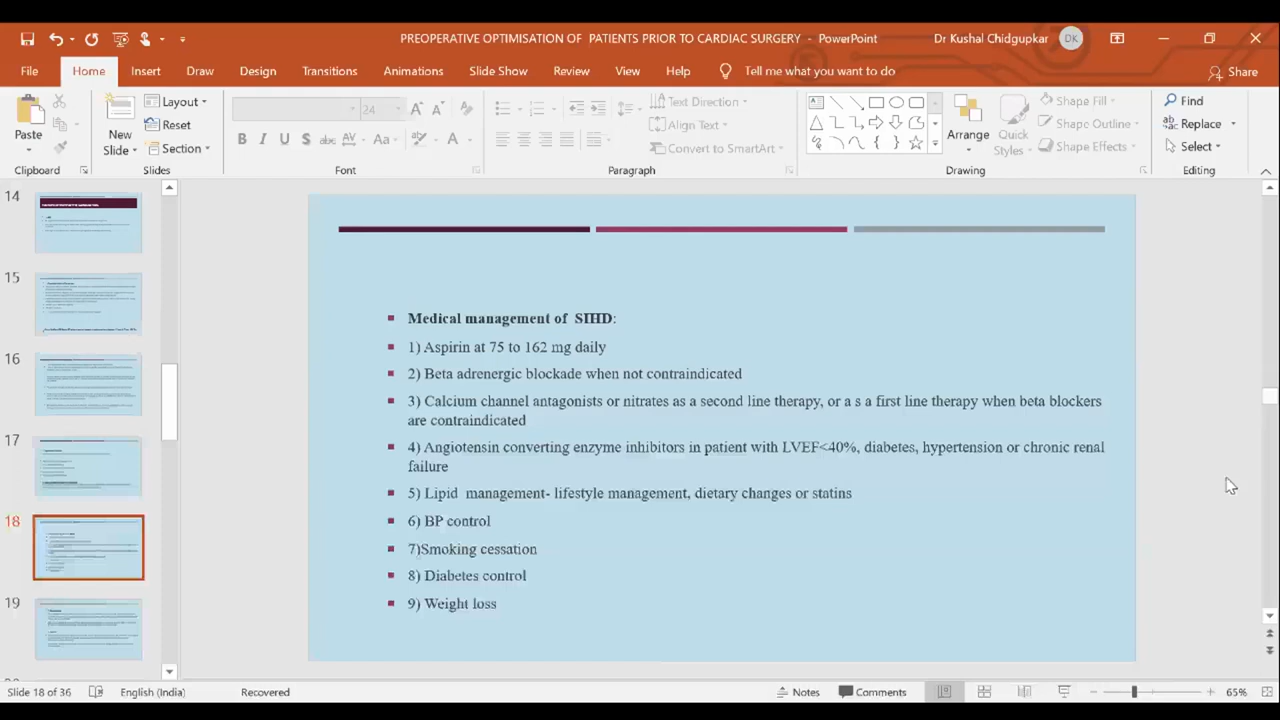 PREOPERATIVE OPTIMISATION OF PATIENTS PRIOR TO CARDIAC SURGERY - PowerPoint
Dr Kushal Chidgupkar
DK
File Home Insert Draw Design Transitions Animations Slide Show Review View Help Tell me what you want to do
Share
Paste
Clipboard
New
Slide
Layout
Reset
Section
Slides
24
B I U S abc AV Aa A
Font
Text Direction
Align Text
Convert to SmartArt
Paragraph
Arrange
Quick
Styles
Shape Fill
Shape Outline
Shape Effects
Drawing
Find
Replace
Select
Editing
14
15
16
17
18
19
Medical management of SIHD:
1) Aspirin at 75 to 162 mg daily
2) Beta adrenergic blockade when not contraindicated
3) Calcium channel antagonists or nitrates as a second line therapy, or a s a first line therapy when beta blockers
are contraindicated
4) Angiotensin converting enzyme inhibitors in patient with LVEF<40%, diabetes, hypertension or chronic renal
failure
5) Lipid management- lifestyle management, dietary changes or statins
6) BP control
7)Smoking cessation
8) Diabetes control
9) Weight loss
Slide 18 of 36
English (India)
Recovered
Notes
Comments
65%